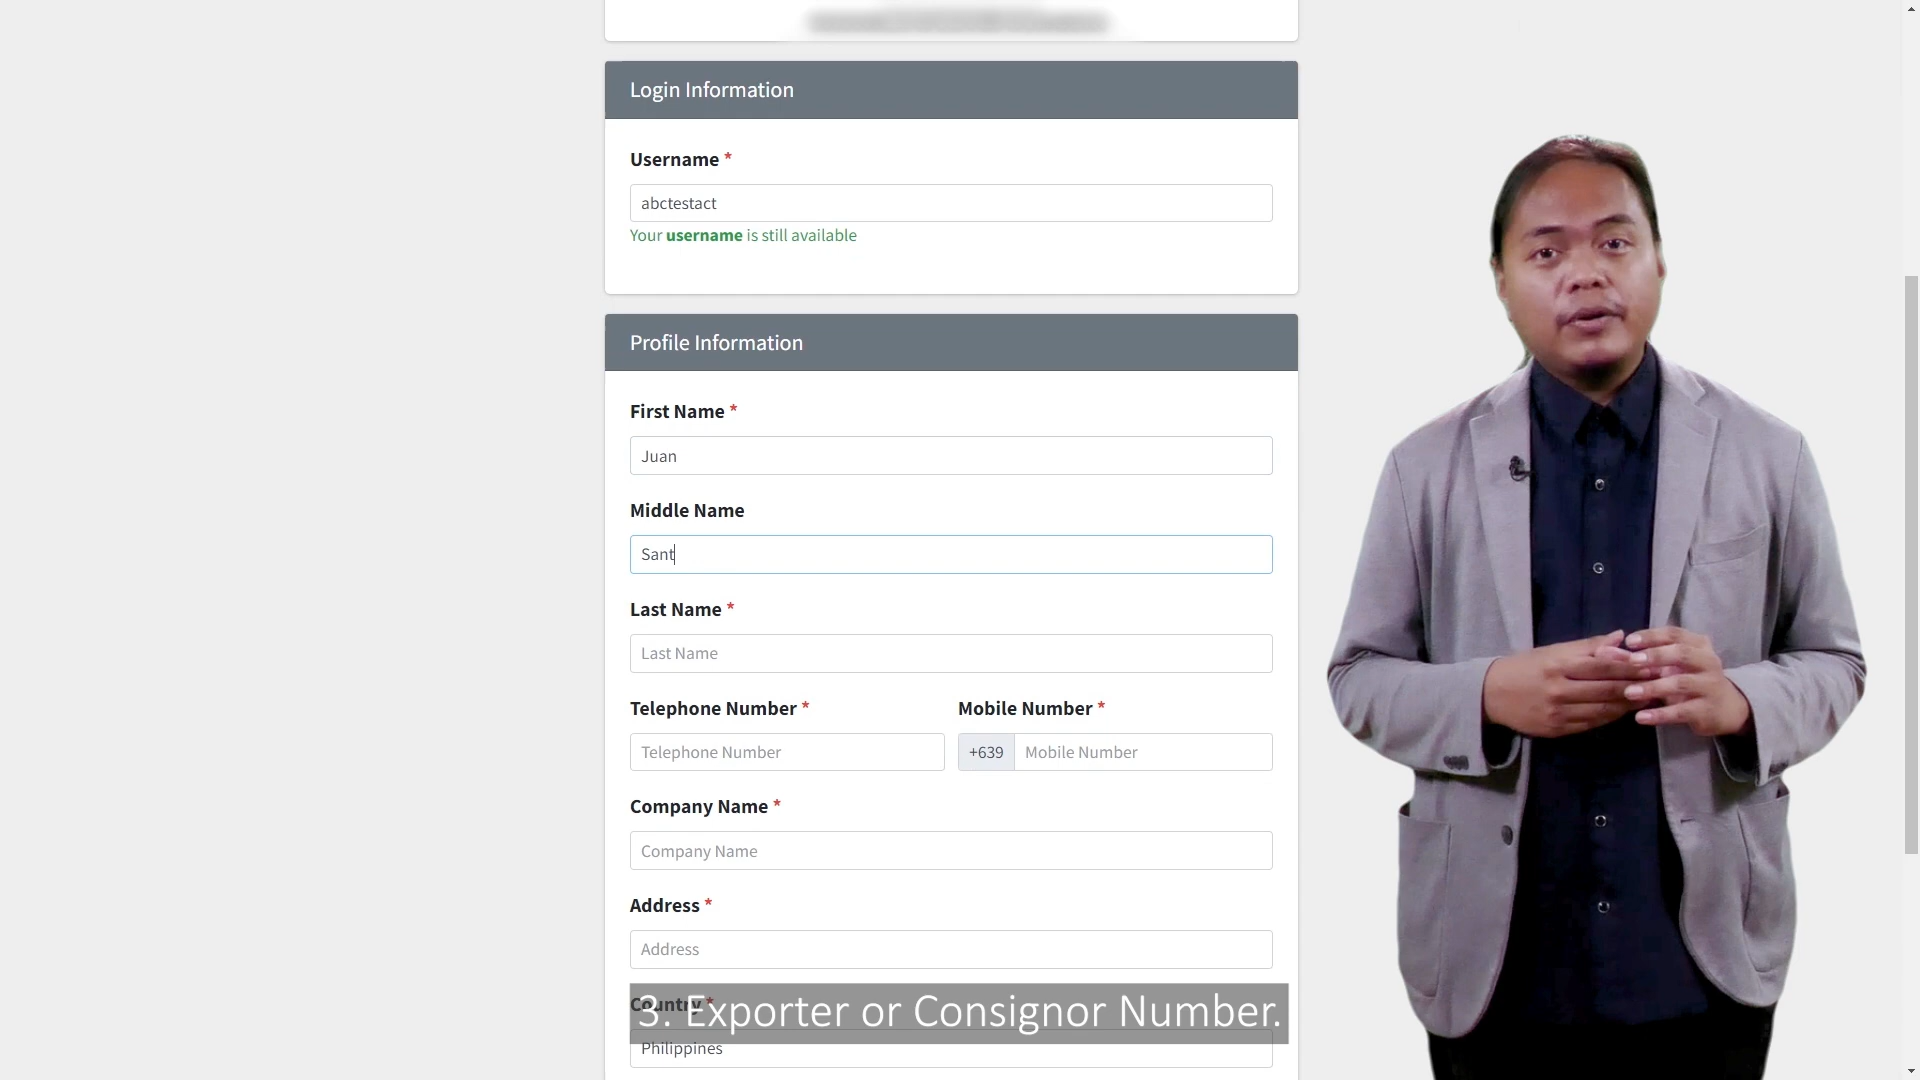 Login Information
Username *
abctestact
Your username is still available
Profile Information
First Name *
Juan
Middle Name
Sant
Last Name *
Last Name
Telephone Number * Mobile Number *
Telephone Number +639 Mobile Number
Company Name *
Company Name
Address *
Address
Country *
3. Exporter or Consignor Number.
Philippines